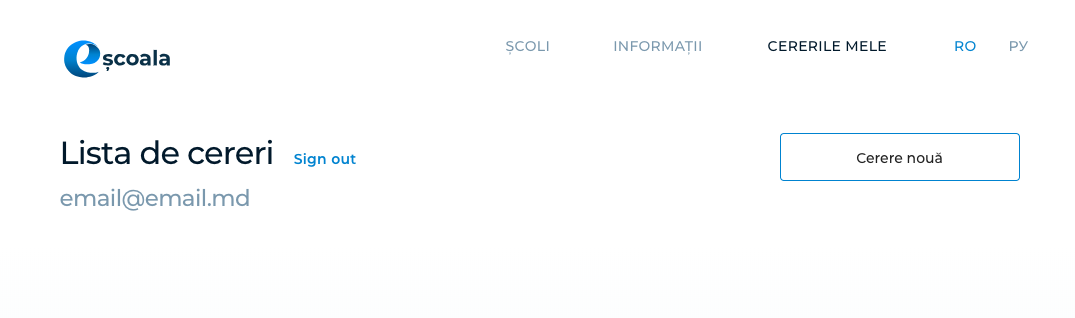 eșcoala
ȘCOLI INFORMAȚII CERERILE MELE RO РУ
Lista de cereri Sign out
Cerere nouă
email@email.md